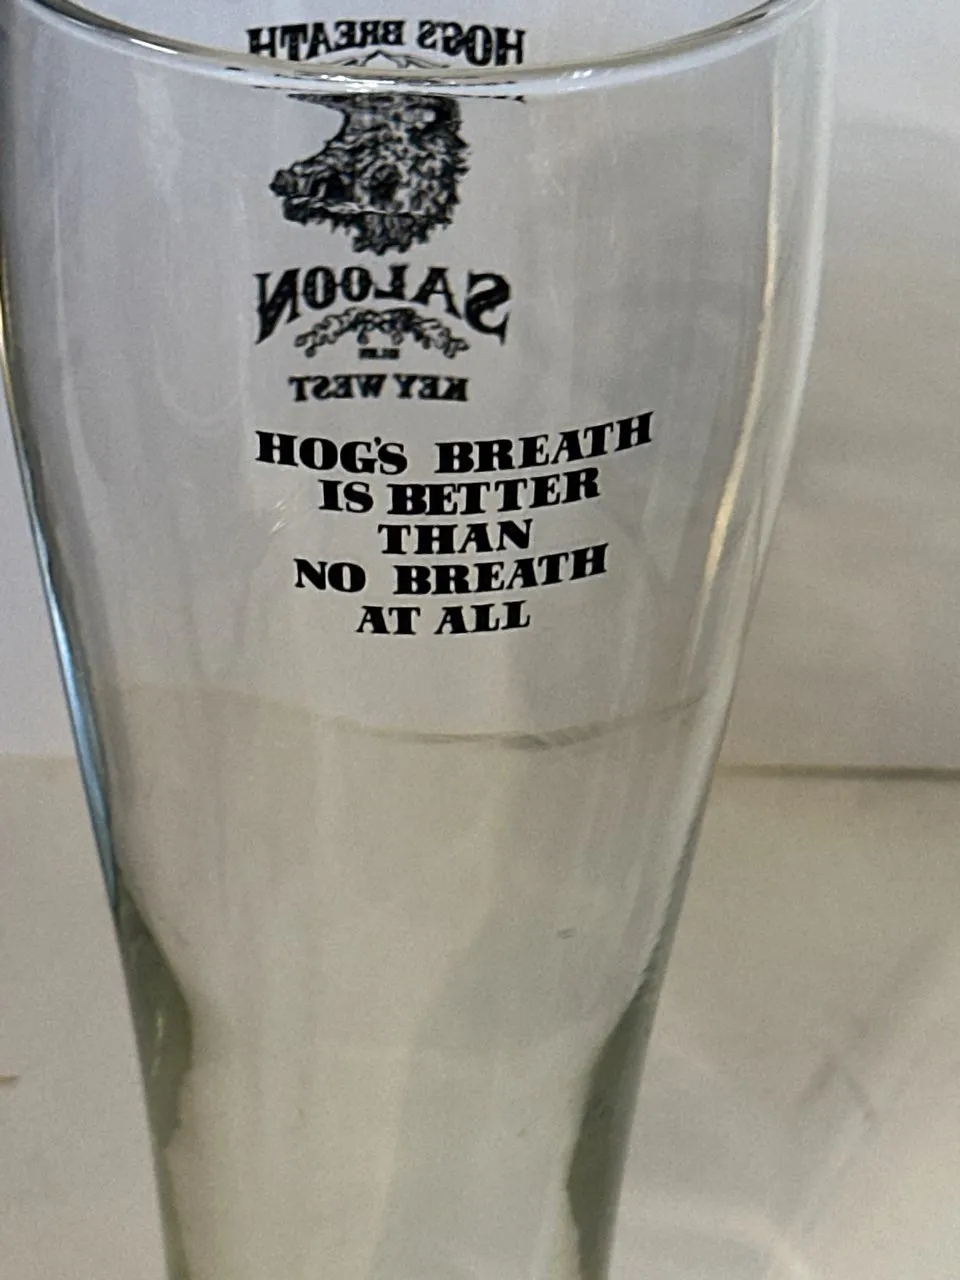 HOG'S BREATH
SALOON
KEY WEST
HOG'S BREATH
IS BETTER
THAN
NO BREATH
AT ALL